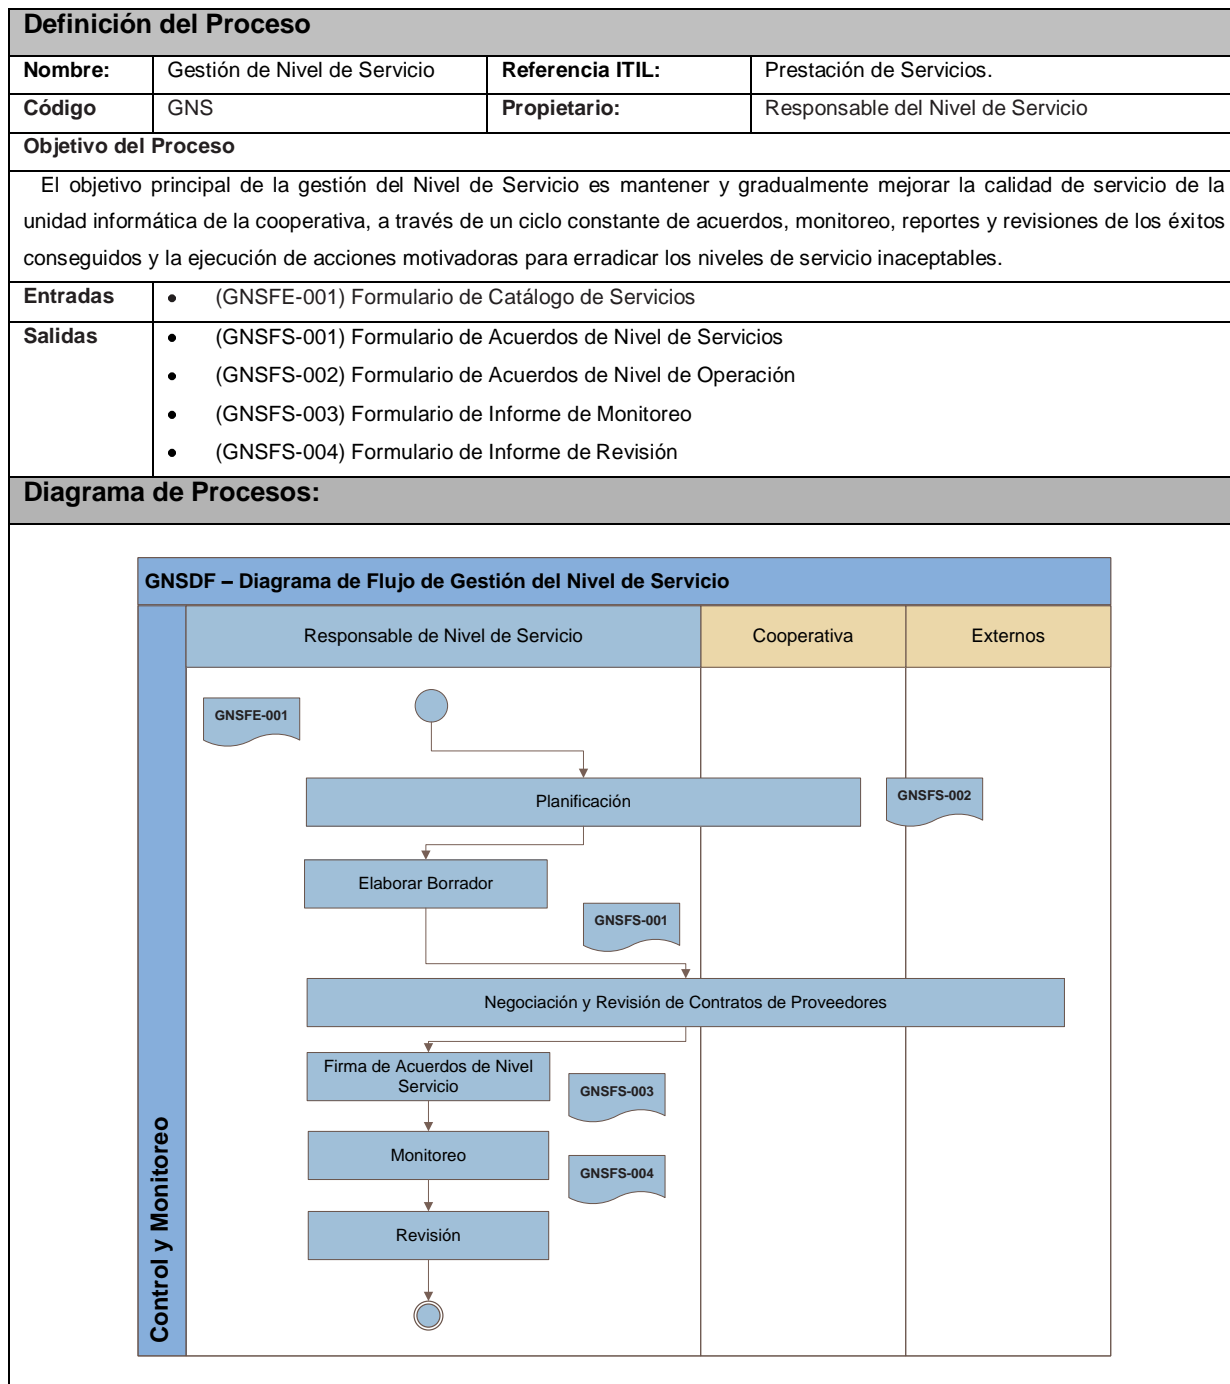 Definición del Proceso
Nombre: Gestión de Nivel de Servicio Referencia ITIL: Prestación de Servicios.
Código GNS Propietario: Responsable del Nivel de Servicio
Objetivo del Proceso
El objetivo principal de la gestión del Nivel de Servicio es mantener y gradualmente mejorar la calidad de servicio de la
unidad informática de la cooperativa, a través de un ciclo constante de acuerdos, monitoreo, reportes y revisiones de los éxitos
conseguidos y la ejecución de acciones motivadoras para erradicar los niveles de servicio inaceptables.
Entradas • (GNSFE-001) Formulario de Catálogo de Servicios
Salidas • (GNSFS-001) Formulario de Acuerdos de Nivel de Servicios
• (GNSFS-002) Formulario de Acuerdos de Nivel de Operación
• (GNSFS-003) Formulario de Informe de Monitoreo
• (GNSFS-004) Formulario de Informe de Revisión
Diagrama de Procesos:
GNSDF – Diagrama de Flujo de Gestión del Nivel de Servicio
Responsable de Nivel de Servicio Cooperativa Externos
GNSFE-001
Planificación
GNSFS-002
Elaborar Borrador
GNSFS-001
Negociación y Revisión de Contratos de Proveedores
Firma de Acuerdos de Nivel
Servicio
GNSFS-003
Monitoreo
GNSFS-004
Revisión
Control y Monitoreo